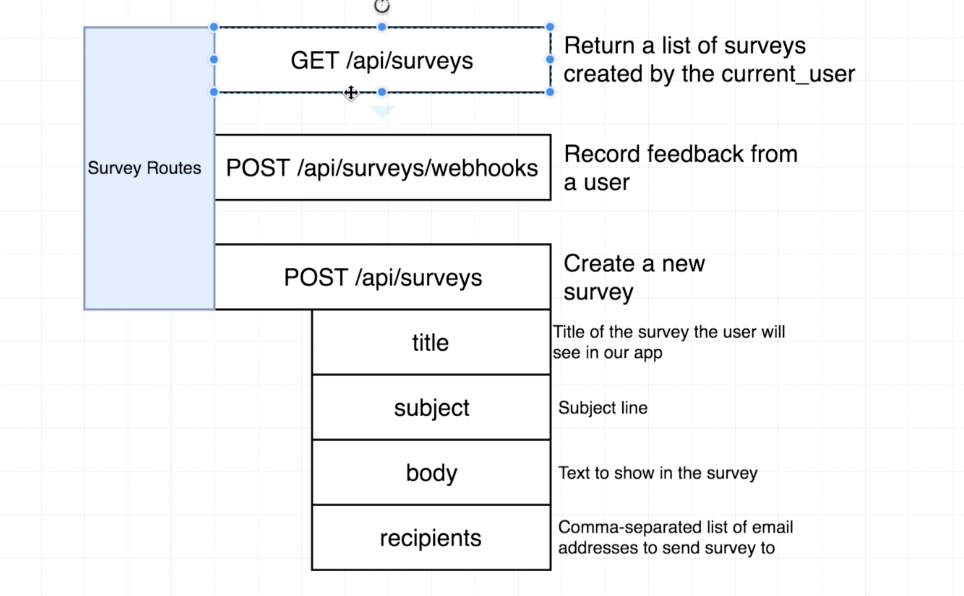 GET /api/surveys
Return a list of surveys
created by the current_user
Survey Routes
POST /api/surveys/webhooks
Record feedback from
a user
POST /api/surveys
Create a new
survey
title
Title of the survey the user will
see in our app
subject
Subject line
body
Text to show in the survey
recipients
Comma-separated list of email
addresses to send survey to